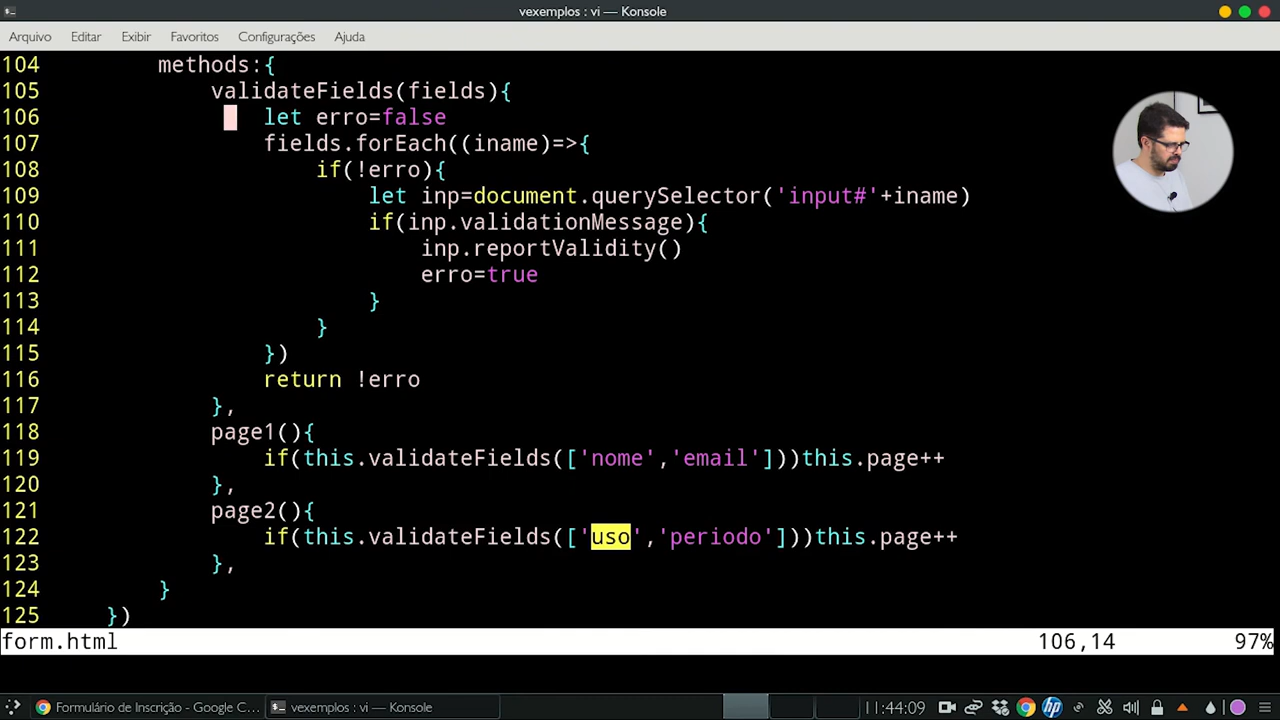 vexemplos : vi — Konsole
Arquivo Editar Exibir Favoritos Configurações Ajuda
104 methods:{
105 validateFields(fields){
106 let erro=false
107 fields.forEach((iname)=>{
108 if(!erro){
109 let inp=document.querySelector('input#'+iname)
110 if(inp.validationMessage){
111 inp.reportValidity()
112 erro=true
113 }
114 }
115 })
116 return !erro
117 },
118 page1(){
119 if(this.validateFields(['nome','email']))this.page++
120 },
121 page2(){
122 if(this.validateFields(['uso','periodo']))this.page++
123 },
124 }
125 })
form.html 106,14 97%
Formulário de Inscrição - Google C... vexemplos : vi — Konsole 11:44:09